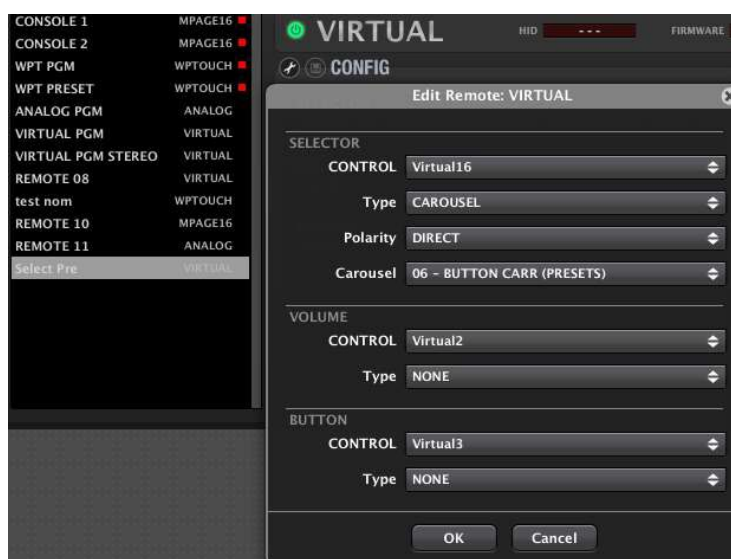 CONSOLE 1 MPAGE16
CONSOLE 2 MPAGE16
WPT PGM WPTOUCH
WPT PRESET WPTOUCH
ANALOG PGM ANALOG
VIRTUAL PGM VIRTUAL
VIRTUAL PGM STEREO VIRTUAL
REMOTE 08 VIRTUAL
test nom WPTOUCH
REMOTE 10 MPAGE16
REMOTE 11 ANALOG
Select Pre VIRTUAL
VIRTUAL HID --- FIRMWARE
CONFIG
Edit Remote: VIRTUAL
SELECTOR
CONTROL Virtual16
Type CAROUSEL
Polarity DIRECT
Carousel 06 - BUTTON CARR (PRESETS)
VOLUME
CONTROL Virtual2
Type NONE
BUTTON
CONTROL Virtual3
Type NONE
OK Cancel